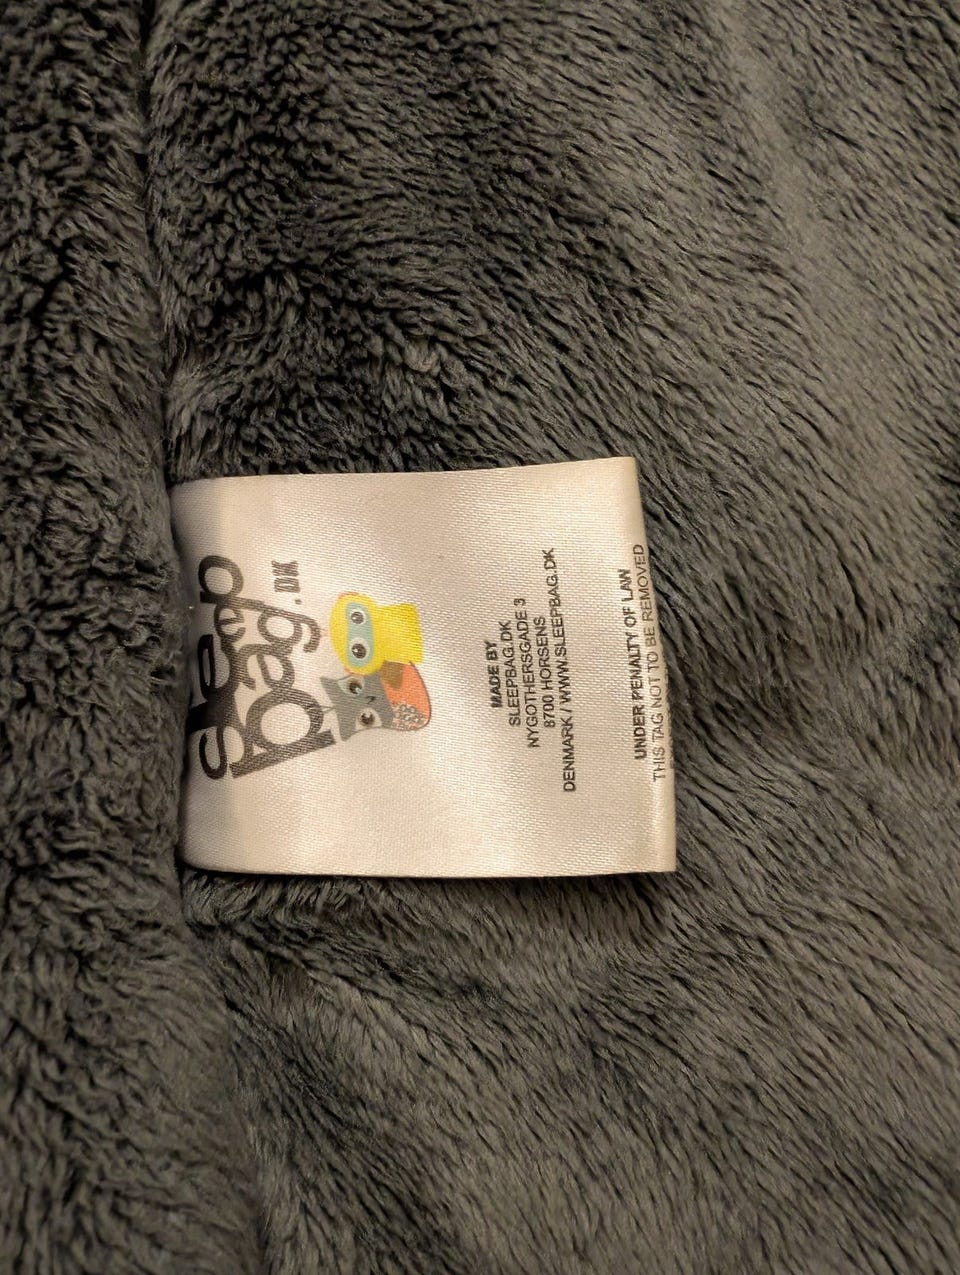 sleep
bag.DK
MADE BY
SLEEPBAG.DK
NYGOTHERSGADE 3
8700 HORSENS
DENMARK / WWW.SLEEPBAG.DK
UNDER PENALTY OF LAW
THIS TAG NOT TO BE REMOVED